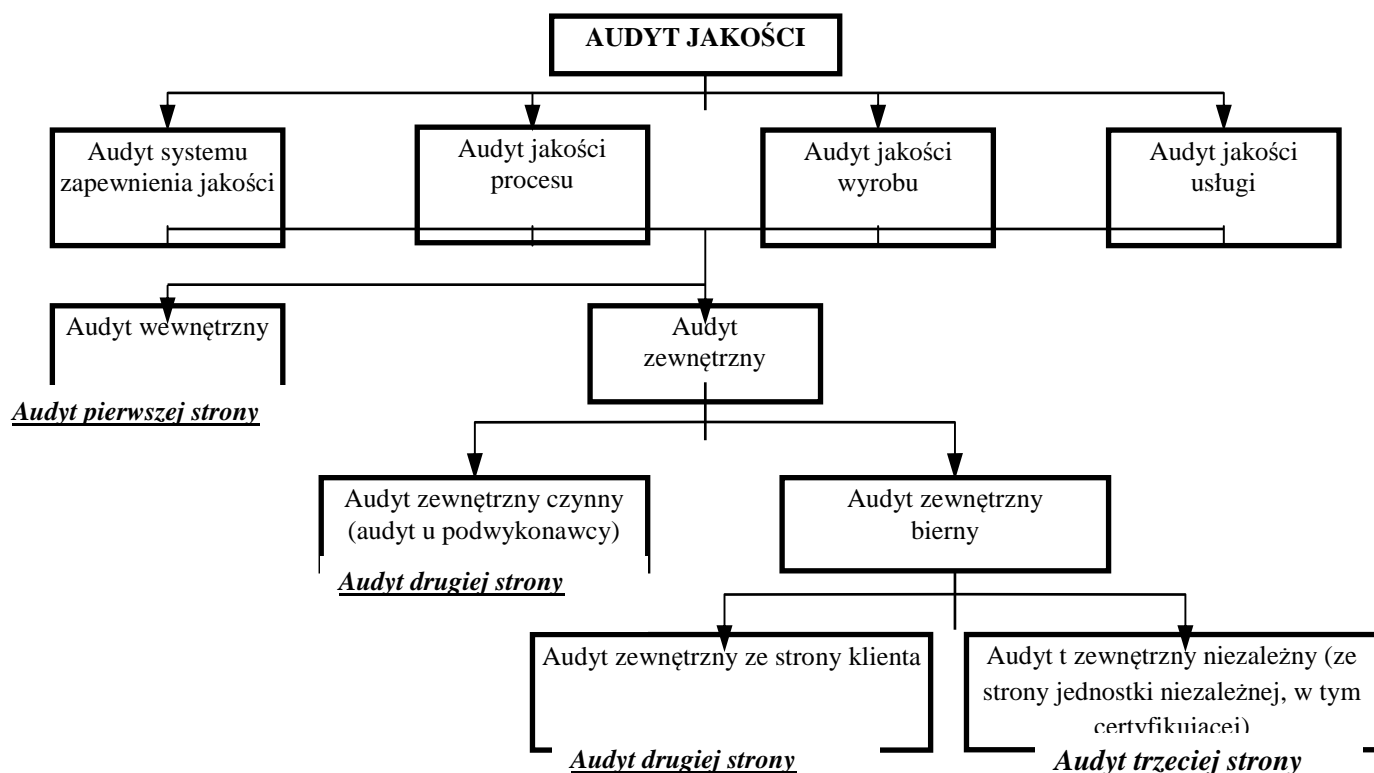 AUDYT JAKOŚCI
Audyt systemu
zapewnienia jakości
Audyt jakości
procesu
Audyt jakości
wyrobu
Audyt jakości
usługi
Audyt wewnętrzny
Audyt pierwszej strony
Audyt
zewnętrzny
Audyt zewnętrzny czynny
(audyt u podwykonawcy)
Audyt drugiej strony
Audyt zewnętrzny
bierny
Audyt zewnętrzny ze strony klienta
Audyt drugiej strony
Audyt t zewnętrzny niezależny (ze
strony jednostki niezależnej, w tym
certyfikującej)
Audyt trzeciej strony